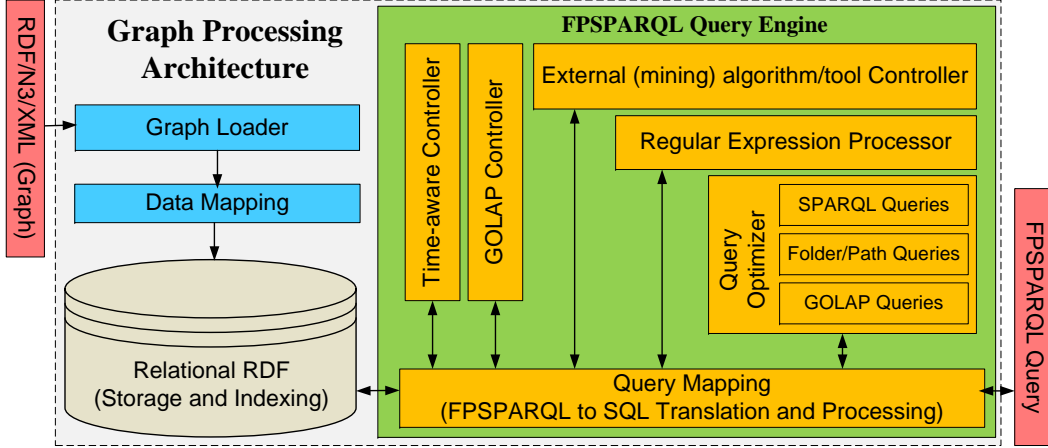 RDF/N3/XML (Graph)
Graph Processing
Architecture
Graph Loader
Data Mapping
Relational RDF
(Storage and Indexing)
FPSPARQL Query Engine
Time-aware Controller
GOLAP Controller
External (mining) algorithm/tool Controller
Regular Expression Processor
Query
Optimizer
SPARQL Queries
Folder/Path Queries
GOLAP Queries
Query Mapping
(FPSPARQL to SQL Translation and Processing)
FPSPARQL Query